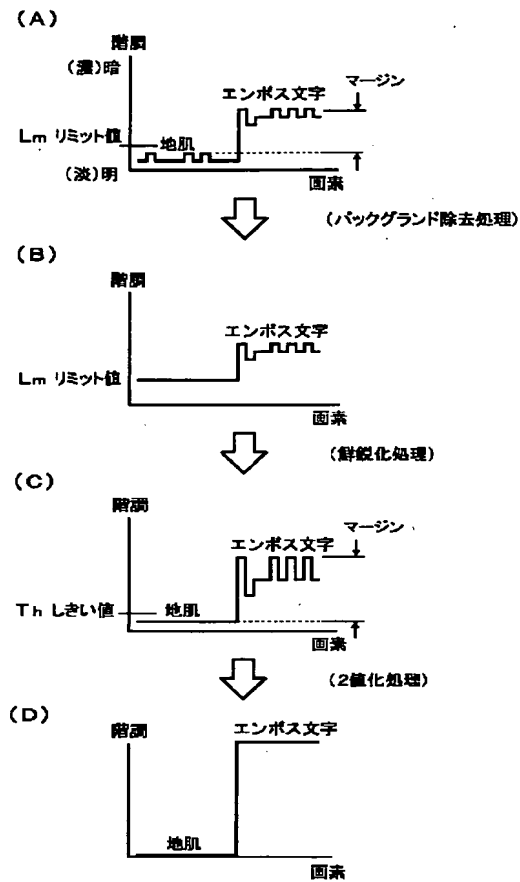 (A)
階調
(濃)暗
マージン
エンボス文字
Lm リミット値
地肌
(淡)明
画素
(バックグランド除去処理)
(B)
階調
エンボス文字
Lm リミット値
画素
(鮮鋭化処理)
(C)
階調
マージン
エンボス文字
Th しきい値
地肌
画素
(2値化処理)
(D)
階調
エンボス文字
地肌
画素